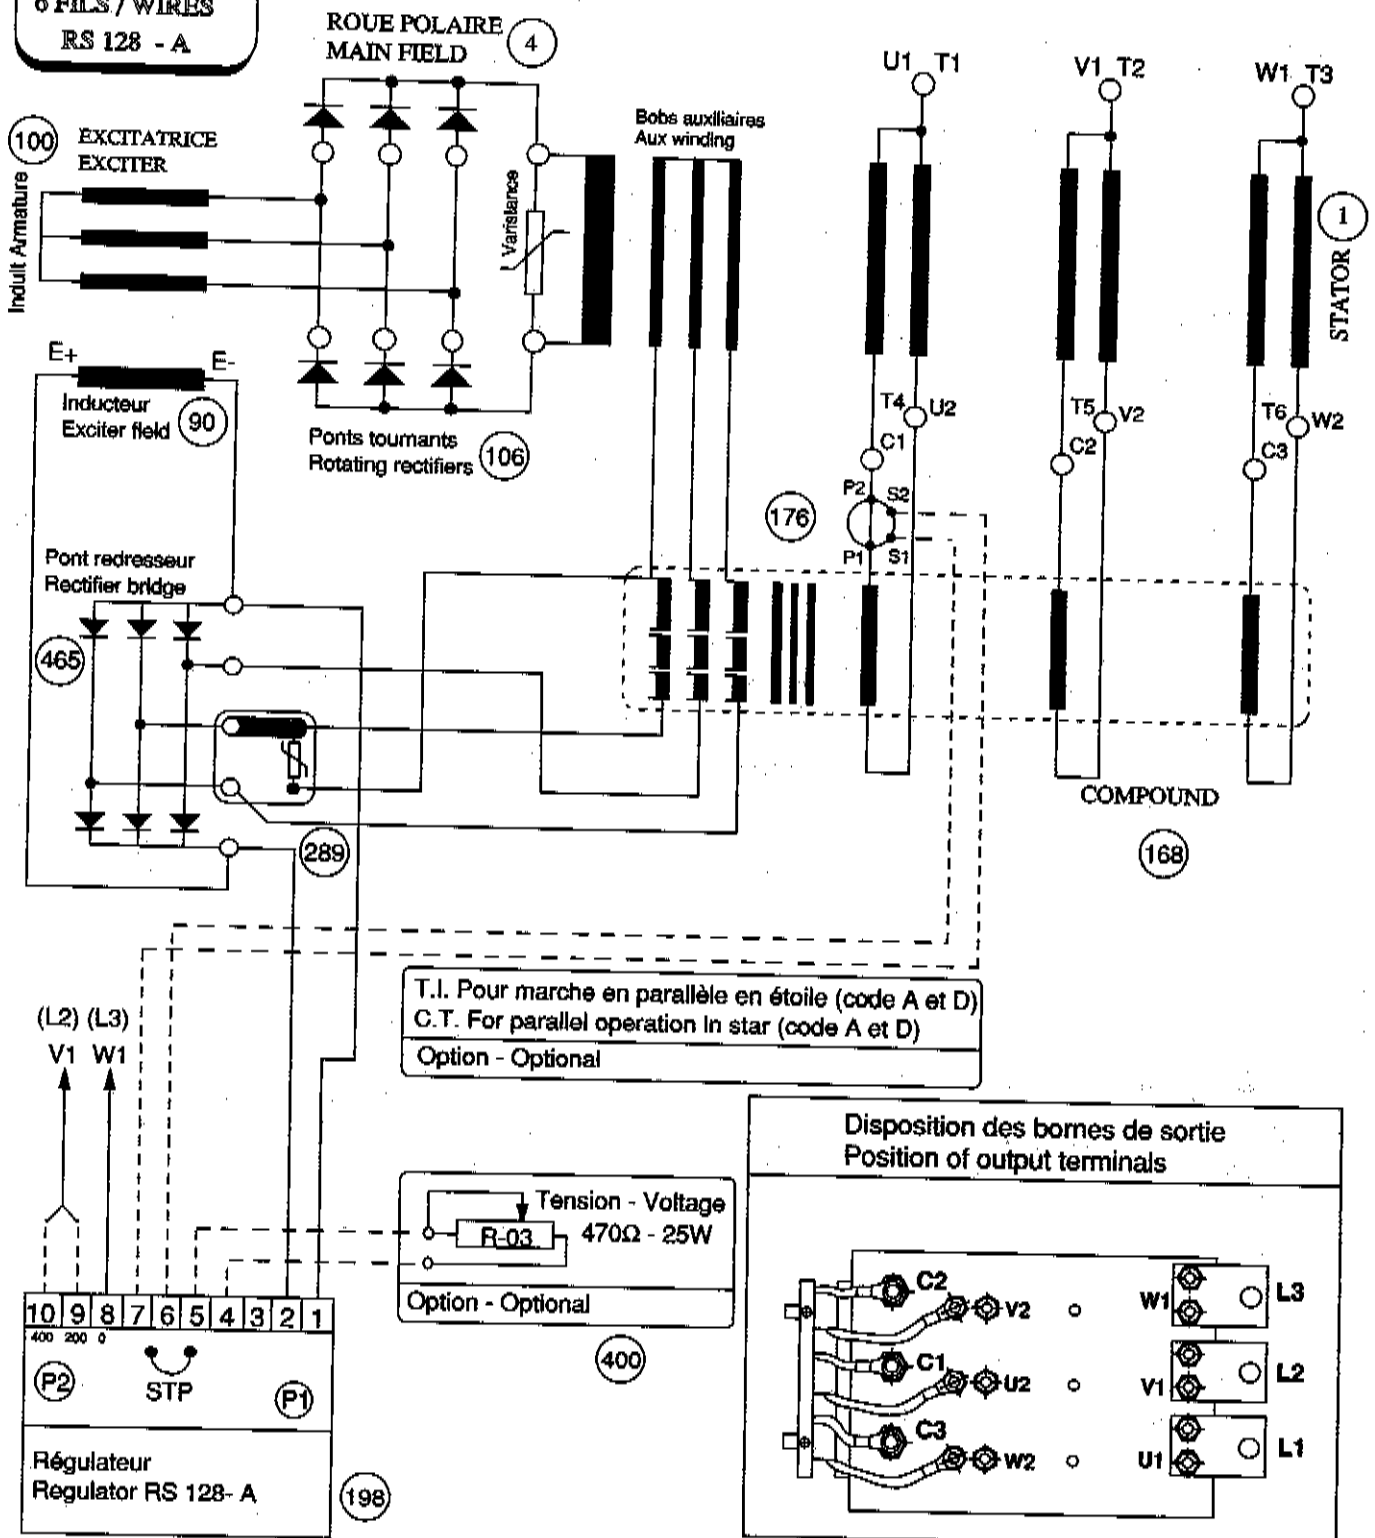 6 FILS / WIRES
RS 128 - A
ROUE POLAIRE
MAIN FIELD
4
100
EXCITATRICE
EXCITER
Induit Armature
Varistance
Bobs auxiliaires
Aux winding
U1 T1
V1 T2
W1 T3
1
STATOR
E+
E-
Inducteur
Exciter field
90
Ponts tournants
Rotating rectifiers
106
T4 U2
C1
P2 S2
P1 S1
176
T5 V2
C2
T6 W2
C3
Pont redresseur
Rectifier bridge
465
289
COMPOUND
168
T.I. Pour marche en parallèle en étoile (code A et D)
C.T. For parallel operation in star (code A et D)
Option - Optional
(L2) (L3)
V1 W1
Tension - Voltage
R-03 470Ω - 25W
Option - Optional
400
10 9 8 7 6 5 4 3 2 1
400 200 0
P2
STP
P1
Régulateur
Regulator RS 128- A
198
Disposition des bornes de sortie
Position of output terminals
C2
V2
W1
L3
C1
U2
V1
L2
C3
W2
U1
L1